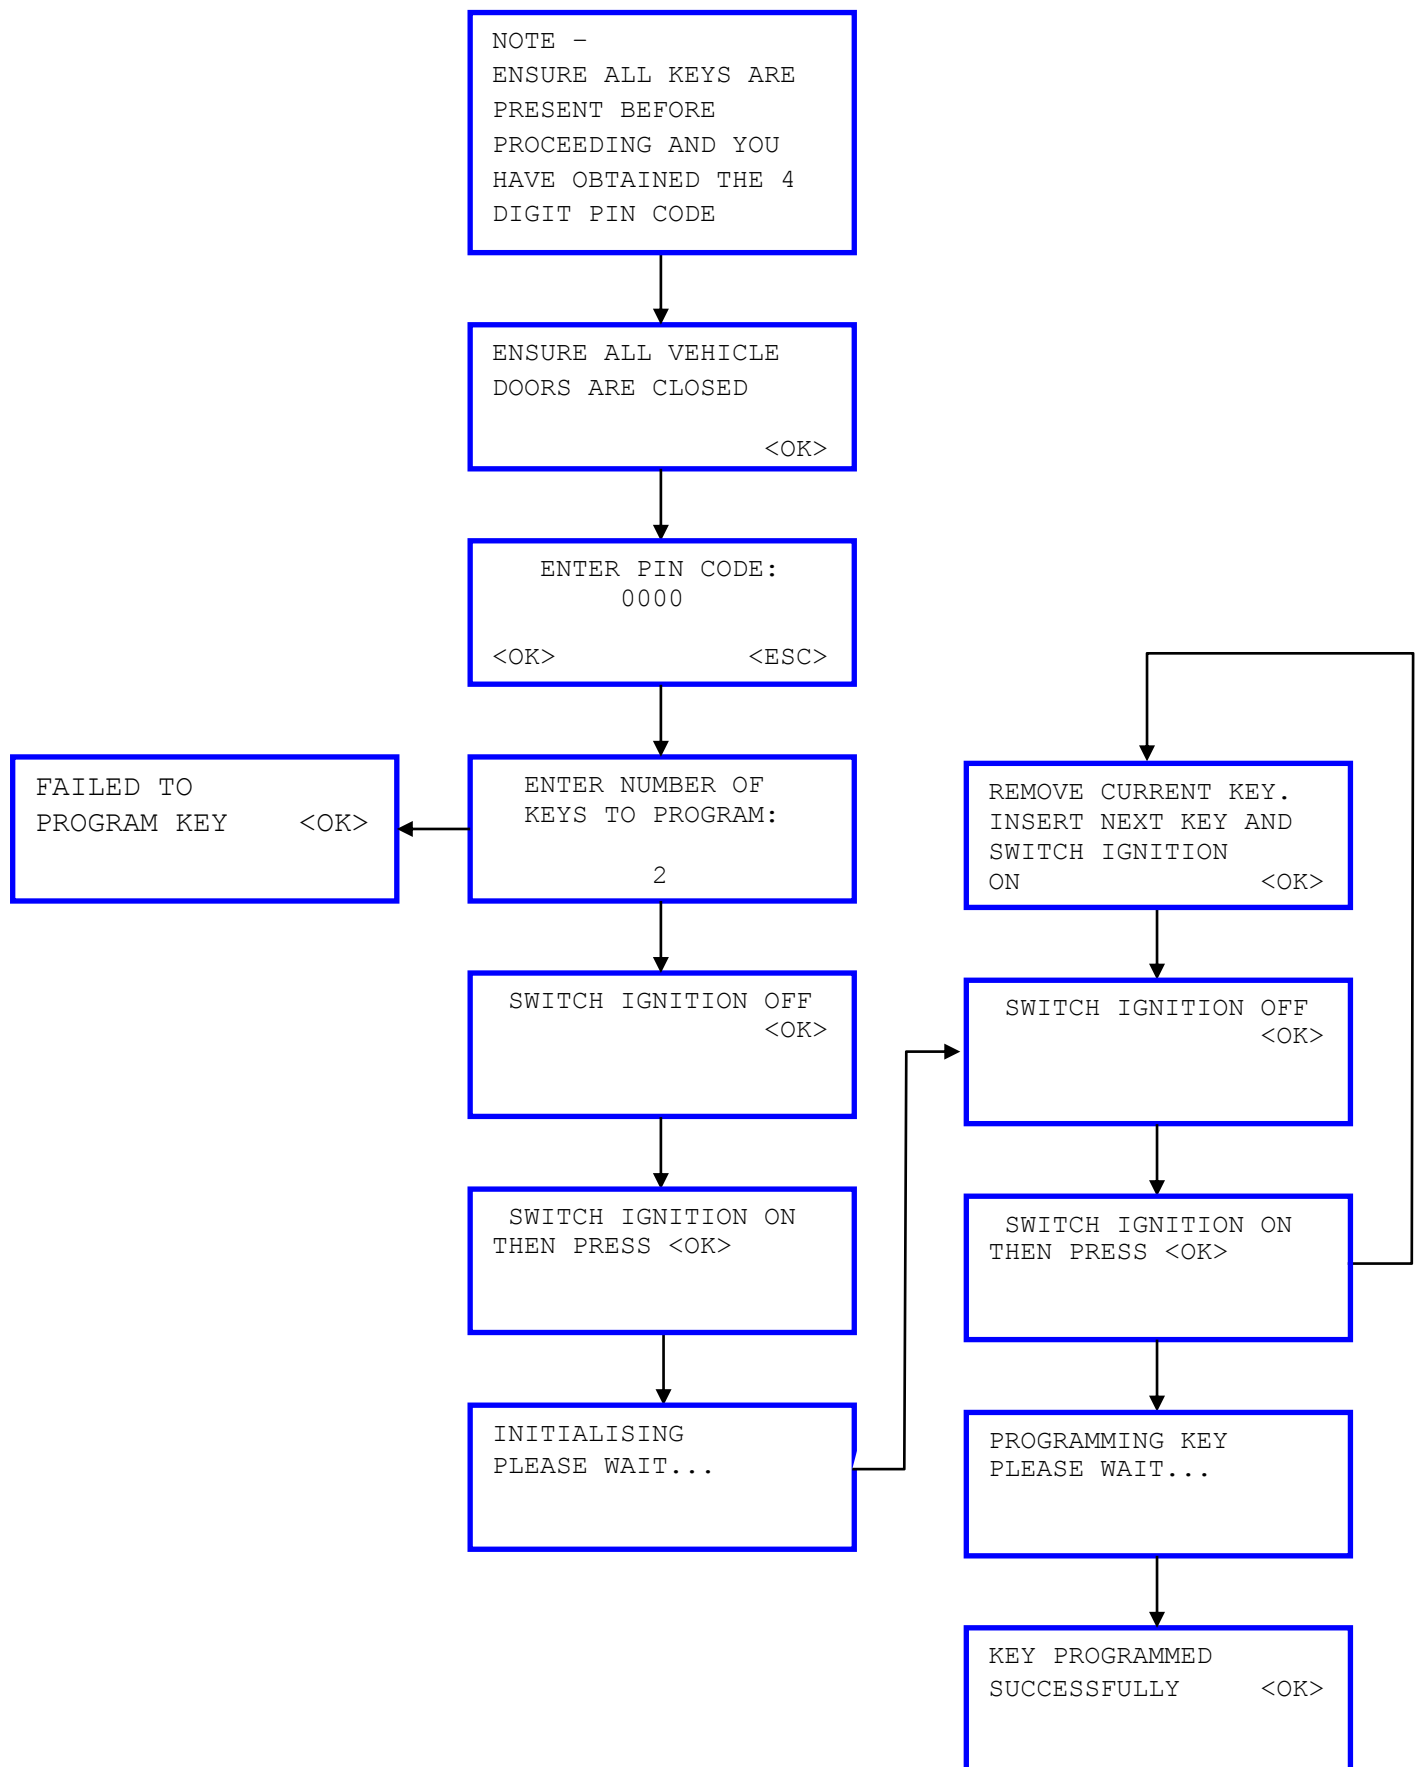 NOTE –
ENSURE ALL KEYS ARE
PRESENT BEFORE
PROCEEDING AND YOU
HAVE OBTAINED THE 4
DIGIT PIN CODE
ENSURE ALL VEHICLE
DOORS ARE CLOSED
<OK>
ENTER PIN CODE:
0000
<OK> <ESC>
FAILED TO
PROGRAM KEY <OK>
ENTER NUMBER OF
KEYS TO PROGRAM:
2
SWITCH IGNITION OFF
<OK>
SWITCH IGNITION ON
THEN PRESS <OK>
INITIALISING
PLEASE WAIT...
REMOVE CURRENT KEY.
INSERT NEXT KEY AND
SWITCH IGNITION
ON <OK>
SWITCH IGNITION OFF
<OK>
SWITCH IGNITION ON
THEN PRESS <OK>
PROGRAMMING KEY
PLEASE WAIT...
KEY PROGRAMMED
SUCCESSFULLY <OK>